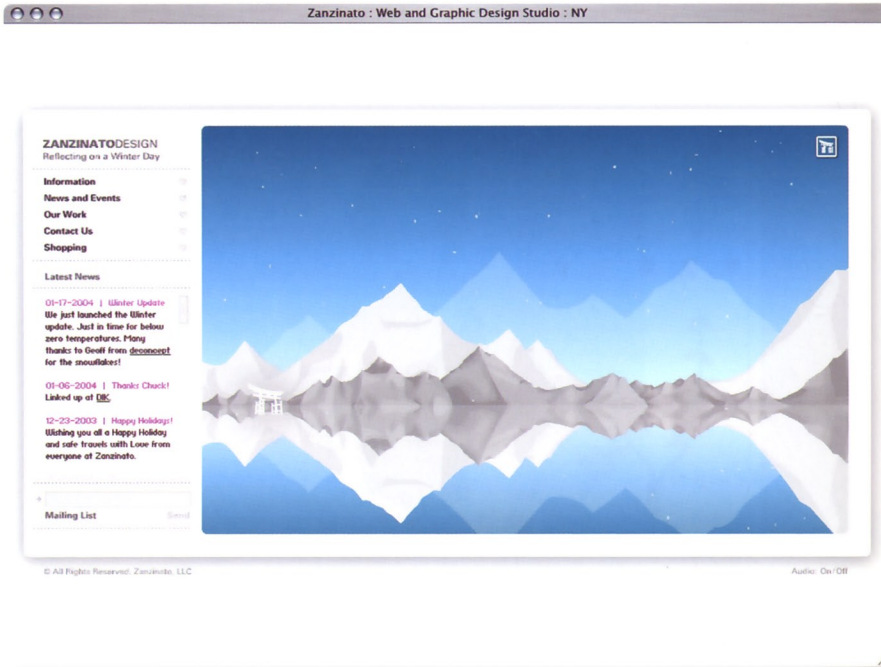 Zanzinato : Web and Graphic Design Studio : NY
ZANZINATODESIGN
Reflecting on a Winter Day
Information
News and Events
Our Work
Contact Us
Shopping
Latest News
01-17-2004 | Winter Update
We just launched the Winter
update. Just in time for below
zero temperatures. Many
thanks to Geoff from deconcept
for the snowflakes!
01-06-2004 | Thanks Chuck!
Linked up at DIK.
12-23-2003 | Happy Holidays!
Wishing you all a Happy Holiday
and safe travels with Love from
everyone at Zanzinato.
Mailing List Send
© All Rights Reserved. Zanzinato, LLC
Audio: On/Off